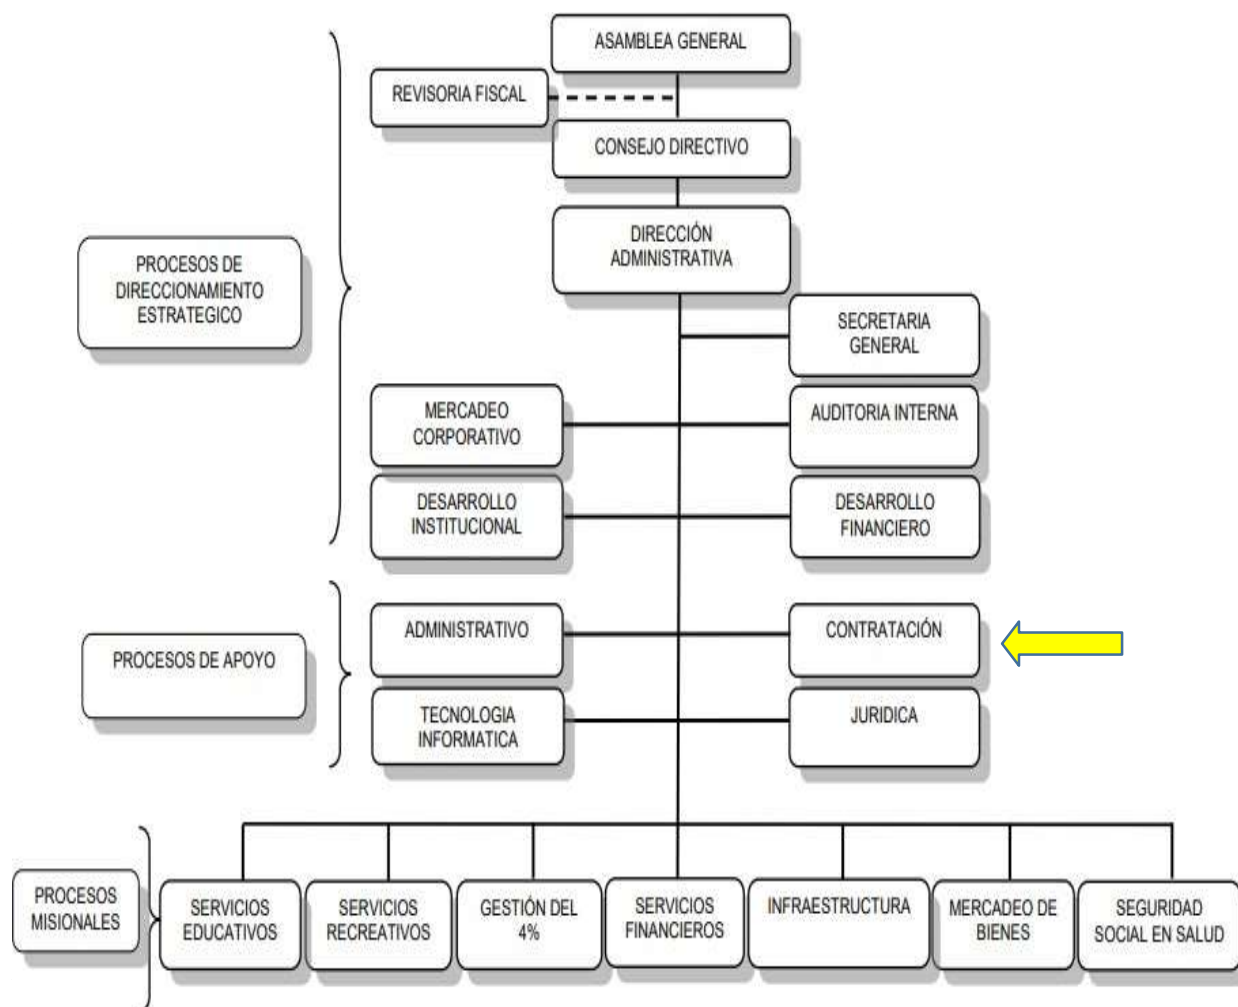 ASAMBLEA GENERAL
REVISORIA FISCAL
CONSEJO DIRECTIVO
DIRECCIÓN
ADMINISTRATIVA
PROCESOS DE
DIRECCIONAMIENTO
ESTRATEGICO
SECRETARIA
GENERAL
MERCADEO
CORPORATIVO
AUDITORIA INTERNA
DESARROLLO
INSTITUCIONAL
DESARROLLO
FINANCIERO
PROCESOS DE APOYO
ADMINISTRATIVO
CONTRATACIÓN
TECNOLOGIA
INFORMATICA
JURIDICA
PROCESOS
MISIONALES
SERVICIOS
EDUCATIVOS
SERVICIOS
RECREATIVOS
GESTIÓN DEL
4%
SERVICIOS
FINANCIEROS
INFRAESTRUCTURA
MERCADEO DE
BIENES
SEGURIDAD
SOCIAL EN SALUD